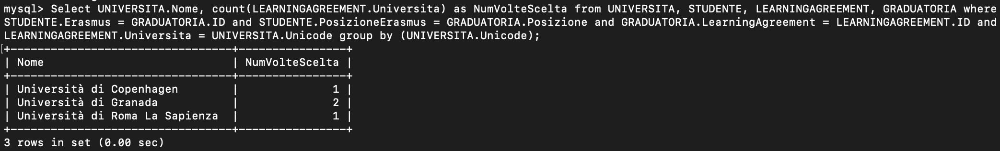 mysql> Select UNIVERSITA.Nome, count(LEARNINGAGREEMENT.Universita) as NumVolteScelta from UNIVERSITA, STUDENTE, LEARNINGAGREEMENT, GRADUATORIA where
STUDENTE.Erasmus = GRADUATORIA.ID and STUDENTE.PosizioneErasmus = GRADUATORIA.Posizione and GRADUATORIA.LearningAgreement = LEARNINGAGREEMENT.ID and
LEARNINGAGREEMENT.Universita = UNIVERSITA.Unicode group by (UNIVERSITA.Unicode);
[+---------------------------------+----------------+
| Nome                            | NumVolteScelta |
+---------------------------------+----------------+
| Università di Copenhagen        |              1 |
| Università di Granada           |              2 |
| Università di Roma La Sapienza  |              1 |
+---------------------------------+----------------+
3 rows in set (0.00 sec)